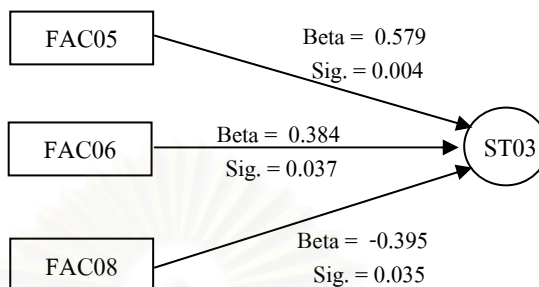 FAC05
Beta =  0.579
Sig. = 0.004
FAC06
Beta =  0.384
Sig. = 0.037
ST03
FAC08
Beta =  -0.395
Sig. = 0.035